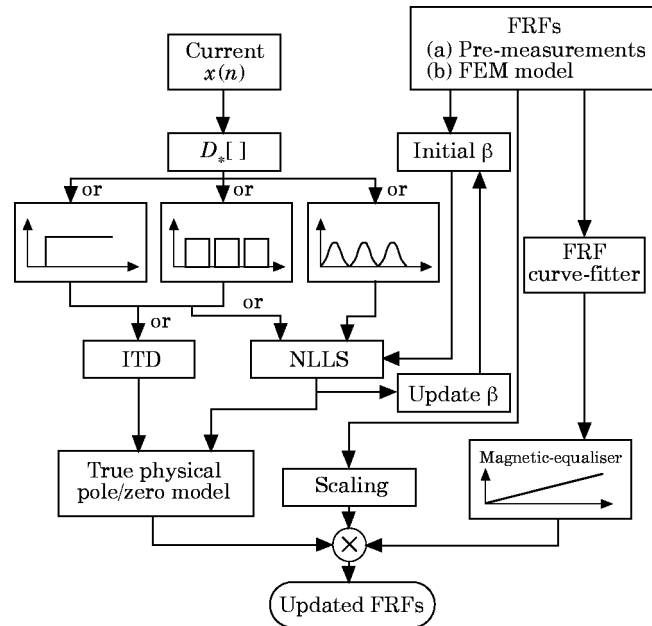 FRFs
(a) Pre-measurements
(b) FEM model
Current
x(n)
D*[ ]
Initial β
or
or
or
FRF
curve-fitter
or
or
ITD
NLLS
Update β
True physical
pole/zero model
Scaling
Magnetic-equaliser
×
Updated FRFs